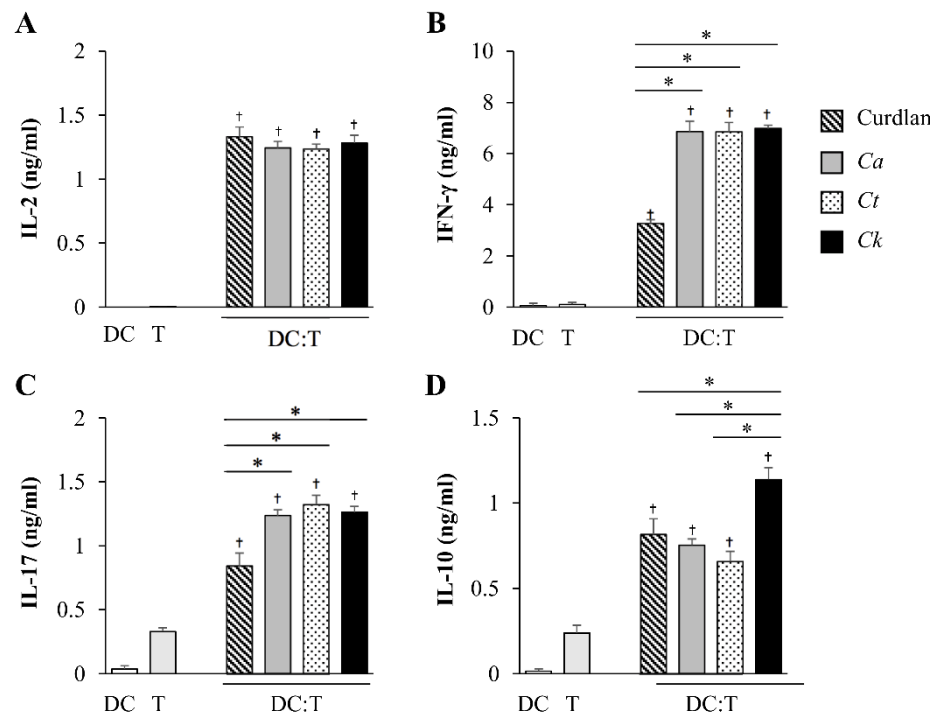 A
IL-2 (ng/ml)
2
1.5
1
0.5
0
† † † †
DC T DC:T
B
IFN-γ (ng/ml)
10
8
6
4
2
0
*
*
*
† † † †
DC T DC:T
Curdlan
Ca
Ct
Ck
C
IL-17 (ng/ml)
2
1.5
1
0.5
0
*
*
*
† † † †
DC T DC:T
D
IL-10 (ng/ml)
1.5
1
0.5
0
*
*
*
† † † †
DC T DC:T